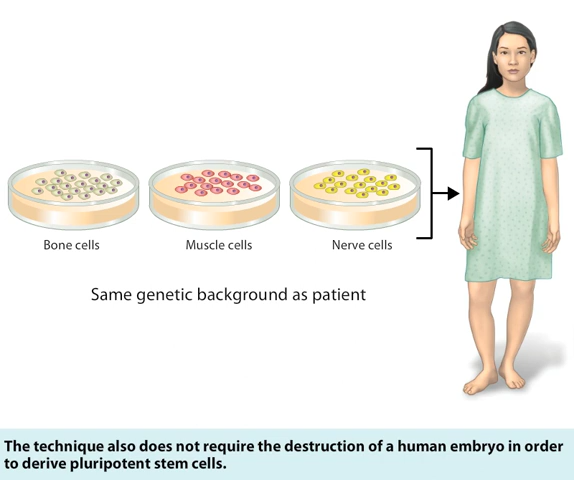 Bone cells
Muscle cells
Nerve cells
Same genetic background as patient
The technique also does not require the destruction of a human embryo in order
to derive pluripotent stem cells.